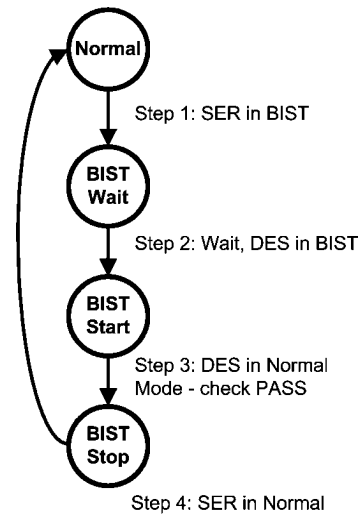 Normal
Step 1: SER in BIST
BIST
Wait
Step 2: Wait, DES in BIST
BIST
Start
Step 3: DES in Normal
Mode - check PASS
BIST
Stop
Step 4: SER in Normal